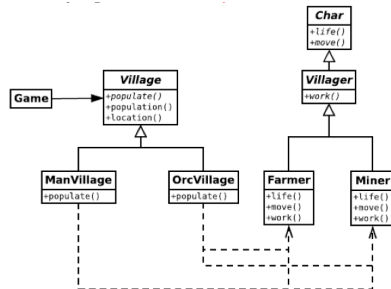 Char
+life()
+move()
Village
+populate()
+population()
+location()
Villager
+work()
Game
ManVillage
+populate()
OrcVillage
+populate()
Farmer
+life()
+move()
+work()
Miner
+life()
+move()
+work()